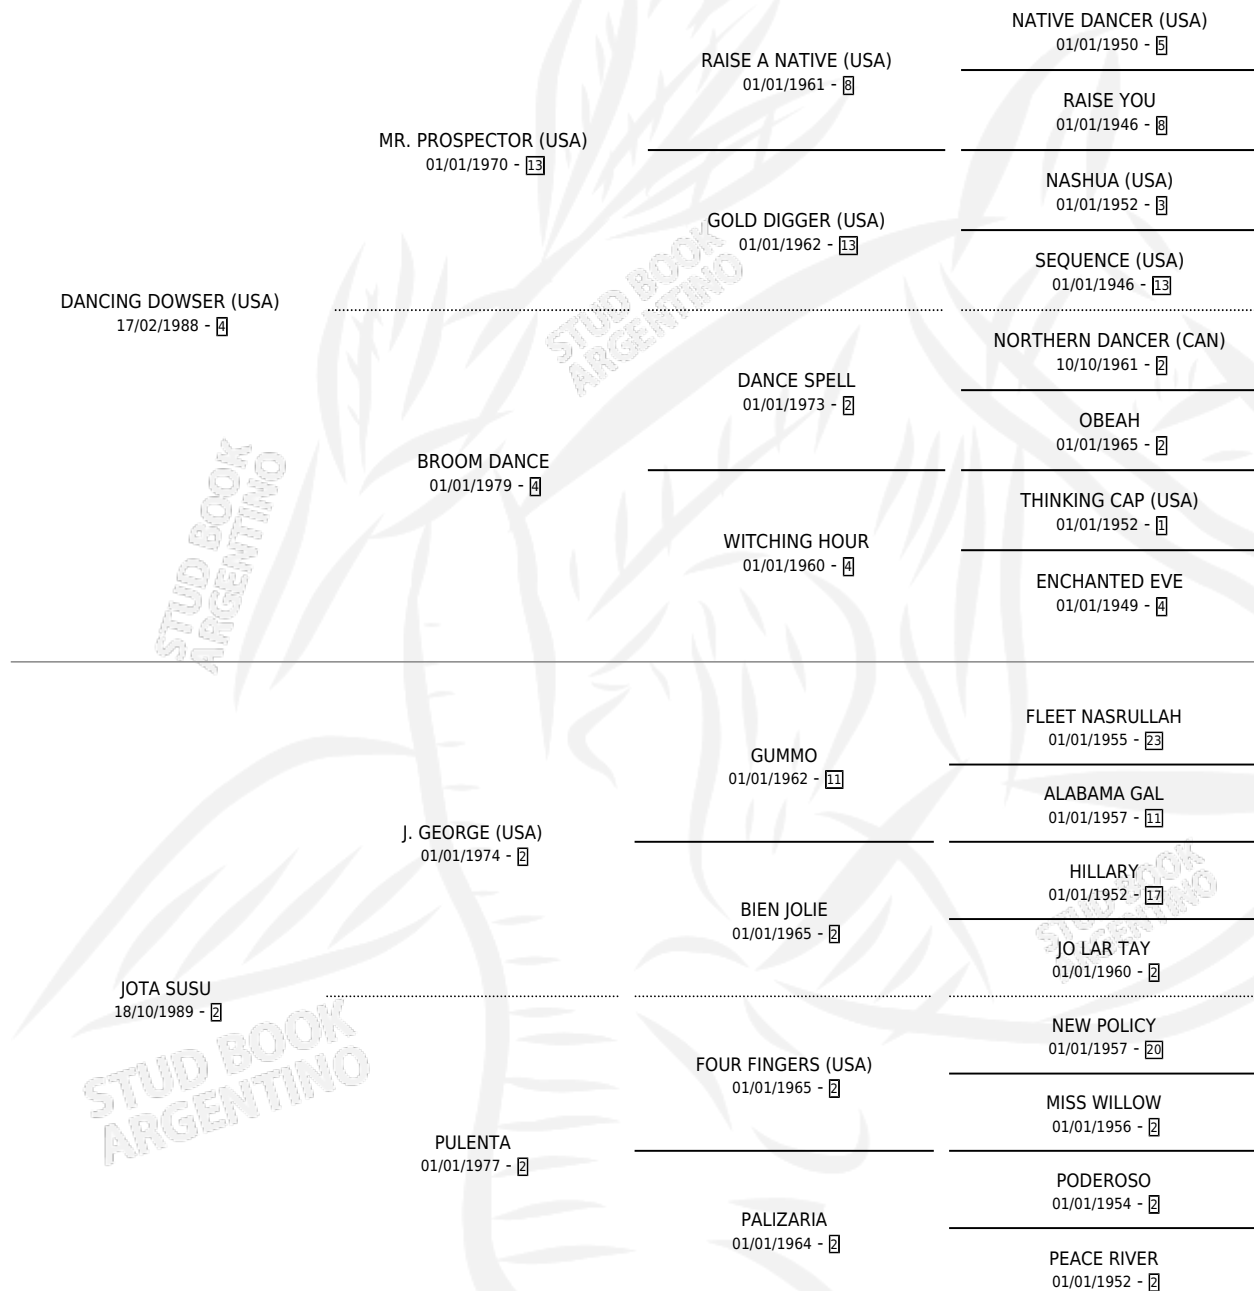 NATIVE DANCER (USA)
01/01/1950 - 5
RAISE A NATIVE (USA)
01/01/1961 - 8
RAISE YOU
01/01/1946 - 8
MR. PROSPECTOR (USA)
01/01/1970 - 13
NASHUA (USA)
01/01/1952 - 3
GOLD DIGGER (USA)
01/01/1962 - 13
SEQUENCE (USA)
01/01/1946 - 13
DANCING DOWSER (USA)
17/02/1988 - 4
NORTHERN DANCER (CAN)
10/10/1961 - 2
DANCE SPELL
01/01/1973 - 2
OBEAH
01/01/1965 - 2
BROOM DANCE
01/01/1979 - 4
THINKING CAP (USA)
01/01/1952 - 1
WITCHING HOUR
01/01/1960 - 4
ENCHANTED EVE
01/01/1949 - 4
FLEET NASRULLAH
01/01/1955 - 23
GUMMO
01/01/1962 - 11
ALABAMA GAL
01/01/1957 - 11
J. GEORGE (USA)
01/01/1974 - 2
HILLARY
01/01/1952 - 17
BIEN JOLIE
01/01/1965 - 2
JO LAR TAY
01/01/1960 - 2
JOTA SUSU
18/10/1989 - 2
NEW POLICY
01/01/1957 - 20
FOUR FINGERS (USA)
01/01/1965 - 2
MISS WILLOW
01/01/1956 - 2
PULENTA
01/01/1977 - 2
PODEROSO
01/01/1954 - 2
PALIZARIA
01/01/1964 - 2
PEACE RIVER
01/01/1952 - 2
STUD BOOK
ARGENTINO
STUD BOOK
ARGENTINO
STUD BOOK
ARGENTINO
STUD BOOK
ARGENTINO